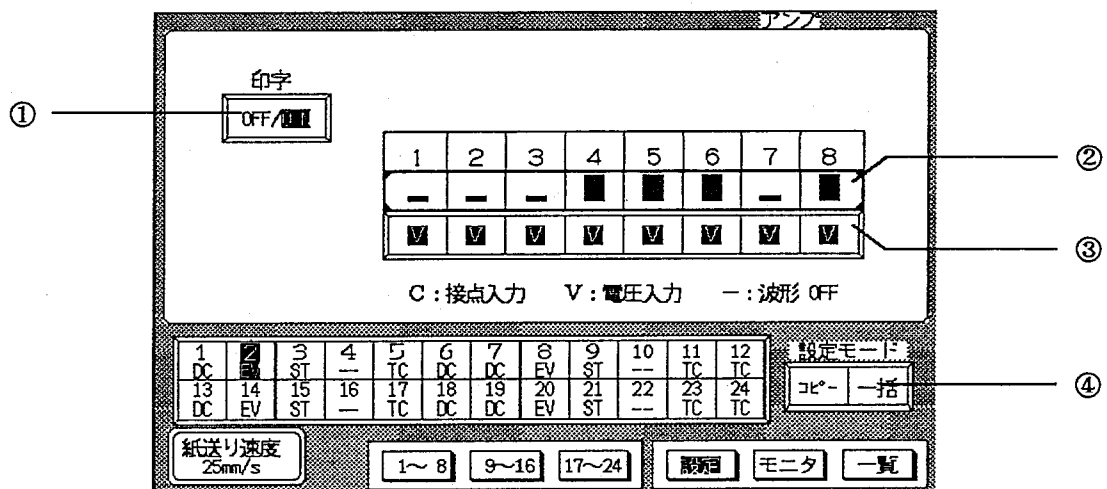 アンプ
印字
①
OFF/ON
1 2 3 4 5 6 7 8
②
V V V V V V V V
③
C:接点入力 V:電圧入力 ー:波形 OFF
1 2 3 4 5 6 7 8 9 10 11 12
DC EV ST -- TC DC DC EV ST -- TC TC
13 14 15 16 17 18 19 20 21 22 23 24
DC EV ST -- TC DC DC EV ST -- TC TC
設定モード
コピー 一括
④
紙送り速度
25mm/s
1~8 9~16 17~24
設定 モニタ 一覧